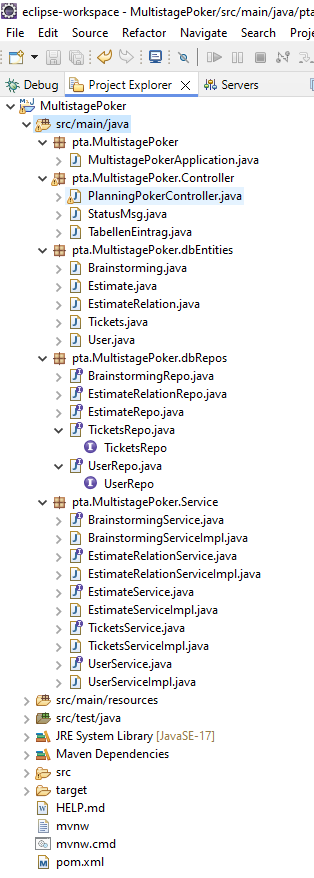 eclipse-workspace - MultistagePoker/src/main/java/pta
File Edit Source Refactor Navigate Search Proj
Debug Project Explorer Servers
MultistagePoker
src/main/java
pta.MultistagePoker
MultistagePokerApplication.java
pta.MultistagePoker.Controller
PlanningPokerController.java
StatusMsg.java
TabellenEintrag.java
pta.MultistagePoker.dbEntities
Brainstorming.java
Estimate.java
EstimateRelation.java
Tickets.java
User.java
pta.MultistagePoker.dbRepos
BrainstormingRepo.java
EstimateRelationRepo.java
EstimateRepo.java
TicketsRepo.java
TicketsRepo
UserRepo.java
UserRepo
pta.MultistagePoker.Service
BrainstormingService.java
BrainstormingServiceImpl.java
EstimateRelationService.java
EstimateRelationServiceImpl.java
EstimateService.java
EstimateServiceImpl.java
TicketsService.java
TicketsServiceImpl.java
UserService.java
UserServiceImpl.java
src/main/resources
src/test/java
JRE System Library [JavaSE-17]
Maven Dependencies
src
target
HELP.md
mvnw
mvnw.cmd
pom.xml